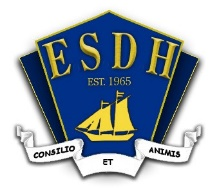 ESDH
EST. 1965
CONSILIO ET ANIMIS